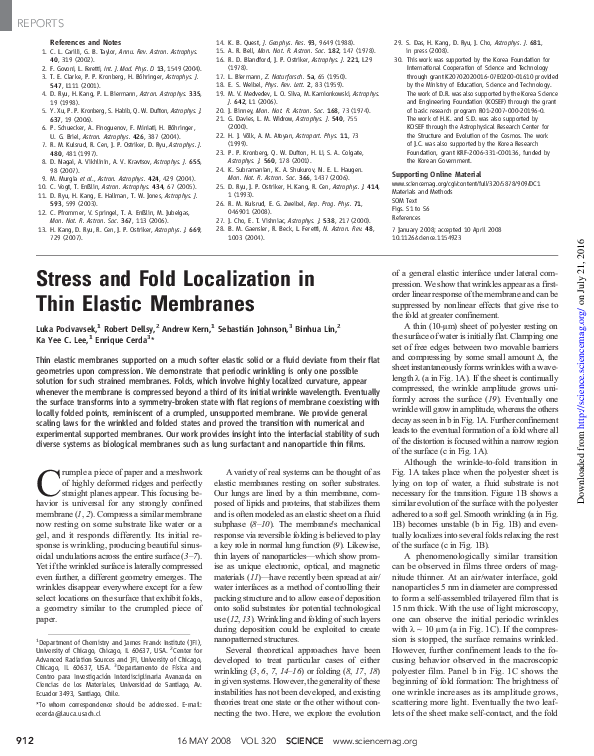 REPORTS
References and Notes
1. C. L. Carilli, G. B. Taylor, Annu. Rev. Astron. Astrophys.
40, 319 (2002).
2. F. Govoni, L. Feretti, Int. J. Mod. Phys. D 13, 1549 (2004).
3. T. E. Clarke, P. P. Kronberg, H. Böhringer, Astrophys. J.
547, L111 (2001).
4. D. Ryu, H. Kang, P. L. Biermann, Astron. Astrophys. 335,
19 (1998).
5. Y. Xu, P. P. Kronberg, S. Habib, Q. W. Dufton, Astrophys. J.
637, 19 (2006).
6. P. Schuecker, A. Finoguenov, F. Miniati, H. Böhringer,
U. G. Briel, Astron. Astrophys. 426, 387 (2004).
7. R. M. Kulsrud, R. Cen, J. P. Ostriker, D. Ryu, Astrophys. J.
480, 481 (1997).
8. D. Nagai, A. Vikhlinin, A. V. Kravtsov, Astrophys. J. 655,
98 (2007).
9. M. Murgia et al., Astron. Astrophys. 424, 429 (2004).
10. C. Vogt, T. Enßlin, Astron. Astrophys. 434, 67 (2005).
11. D. Ryu, H. Kang, E. Hallman, T. W. Jones, Astrophys. J.
593, 599 (2003).
12. C. Pfrommer, V. Springel, T. A. Enßlin, M. Jubelgas,
Mon. Not. R. Astron. Soc. 367, 113 (2006).
13. H. Kang, D. Ryu, R. Cen, J. P. Ostriker, Astrophys. J. 669,
729 (2007).
14. K. B. Quest, J. Geophys. Res. 93, 9649 (1988).
15. A. R. Bell, Mon. Not. R. Astron. Soc. 182, 147 (1978).
16. R. D. Blandford, J. P. Ostriker, Astrophys. J. 221, L29
(1978).
17. L. Biermann, Z. Naturforsch. 5a, 65 (1950).
18. E. S. Weibel, Phys. Rev. Lett. 2, 83 (1959).
19. M. V. Medvedev, L. O. Silva, M. Kamionkowski, Astrophys.
J. 642, L1 (2006).
20. J. Binney, Mon. Not. R. Astron. Soc. 168, 73 (1974).
21. G. Davies, L. M. Widrow, Astrophys. J. 540, 755
(2000).
22. H. J. Völk, A. M. Atoyan, Astropart. Phys. 11, 73
(1999).
23. P. P. Kronberg, Q. W. Dufton, H. Li, S. A. Colgate,
Astrophys. J. 560, 178 (2001).
24. K. Subramanian, K. A. Shukurov, N. E. L. Haugen.
Mon. Not. R. Astron. Soc. 366, 1437 (2006).
25. D. Ryu, J. P. Ostriker, H. Kang, R. Cen, Astrophys. J. 414,
1 (1993).
26. R. M. Kulsrud, E. G. Zweibel, Rep. Prog. Phys. 71,
046901 (2008).
27. J. Cho, E. T. Vishniac, Astrophys. J. 538, 217 (2000).
28. B. M. Gaensler, R. Beck, L. Feretti, N. Astron. Rev. 48,
1003 (2004).
29. S. Das, H. Kang, D. Ryu, J. Cho, Astrophys. J. 681,
in press (2008).
30. This work was supported by the Korea Foundation for
International Cooperation of Science and Technology
through grant K20702020016-07E0200-01610 provided
by the Ministry of Education, Science and Technology.
The work of D.R. was also supported by the Korea Science
and Engineering Foundation (KOSEF) through the grant
of basic research program R01-2007-000-20196-0.
The work of H.K. and S.D. was also supported by
KOSEF through the Astrophysical Research Center for
the Structure and Evolution of the Cosmos. The work
of J.C. was also supported by the Korea Research
Foundation, grant KRF-2006-331-C00136, funded by
the Korean Government.
Supporting Online Material
www.sciencemag.org/cgi/content/full/320/5878/909/DC1
Materials and Methods
SOM Text
Figs. S1 to S6
References
7 January 2008; accepted 10 April 2008
10.1126/science.1154923
Stress and Fold Localization in
Thin Elastic Membranes
Luka Pocivavsek,1 Robert Dellsy,2 Andrew Kern,1 Sebastián Johnson,3 Binhua Lin,2
Ka Yee C. Lee,1 Enrique Cerda3*
Thin elastic membranes supported on a much softer elastic solid or a fluid deviate from their flat
geometries upon compression. We demonstrate that periodic wrinkling is only one possible
solution for such strained membranes. Folds, which involve highly localized curvature, appear
whenever the membrane is compressed beyond a third of its initial wrinkle wavelength. Eventually
the surface transforms into a symmetry-broken state with flat regions of membrane coexisting with
locally folded points, reminiscent of a crumpled, unsupported membrane. We provide general
scaling laws for the wrinkled and folded states and proved the transition with numerical and
experimental supported membranes. Our work provides insight into the interfacial stability of such
diverse systems as biological membranes such as lung surfactant and nanoparticle thin films.
Crumple a piece of paper and a meshwork
of highly deformed ridges and perfectly
straight planes appear. This focusing be-
havior is universal for any strongly confined
membrane (1, 2). Compress a similar membrane
now resting on some substrate like water or a
gel, and it responds differently. Its initial re-
sponse is wrinkling, producing beautiful sinus-
oidal undulations across the entire surface (3–7).
Yet if the wrinkled surface is laterally compressed
even further, a different geometry emerges. The
wrinkles disappear everywhere except for a few
select locations on the surface that exhibit folds,
a geometry similar to the crumpled piece of
paper.
1Department of Chemistry and James Franck Institute (JFI),
University of Chicago, Chicago, IL 60637, USA. 2Center for
Advanced Radiation Sources and JFI, University of Chicago,
Chicago, IL 60637, USA. 3Departamento de Física and
Centro para Investigación Interdisciplinaria Avanzada en
Ciencias de los Materiales, Universidad de Santiago, Av.
Ecuador 3493, Santiago, Chile.
*To whom correspondence should be addressed. E-mail:
ecerda@lauca.usach.cl
A variety of real systems can be thought of as
elastic membranes resting on softer substrates.
Our lungs are lined by a thin membrane, com-
posed of lipids and proteins, that stabilizes them
and is often modeled as an elastic sheet on a fluid
subphase (8–10). The membrane's mechanical
response via reversible folding is believed to play
a key role in normal lung function (9). Likewise,
thin layers of nanoparticles—which show prom-
ise as unique electronic, optical, and magnetic
materials (11)—have recently been spread at air/
water interfaces as a method of controlling their
packing structure and to allow ease of deposition
onto solid substrates for potential technological
use (12, 13). Wrinkling and folding of such layers
during deposition could be exploited to create
nanopatterned structures.
Several theoretical approaches have been
developed to treat particular cases of either
wrinkling (3, 6, 7, 14–16) or folding (8, 17, 18)
in given systems. However, the generality of these
instabilities has not been developed, and existing
theories treat one state or the other without con-
necting the two. Here, we explore the evolution
of a general elastic interface under lateral com-
pression. We show that wrinkles appear as a first-
order linear response of the membrane and can be
suppressed by nonlinear effects that give rise to
the fold at greater confinement.
A thin (10-μm) sheet of polyester resting on
the surface of water is initially flat. Clamping one
set of free edges between two movable barriers
and compressing by some small amount Δ, the
sheet instantaneously forms wrinkles with a wave-
length λ (a in Fig. 1A). If the sheet is continually
compressed, the wrinkle amplitude grows uni-
formly across the surface (19). Eventually one
wrinkle will grow in amplitude, whereas the others
decay as seen in b in Fig. 1A. Further confinement
leads to the eventual formation of a fold where all
of the distortion is focused within a narrow region
of the surface (c in Fig. 1A).
Although the wrinkle-to-fold transition in
Fig. 1A takes place when the polyester sheet is
lying on top of water, a fluid substrate is not
necessary for the transition. Figure 1B shows a
similar evolution of the surface with the polyester
adhered to a soft gel. Smooth wrinkling (a in Fig.
1B) becomes unstable (b in Fig. 1B) and even-
tually localizes into several folds relaxing the rest
of the surface (c in Fig. 1B).
A phenomenologically similar transition
can be observed in films three orders of mag-
nitude thinner. At an air/water interface, gold
nanoparticles 5 nm in diameter are compressed
to form a self-assembled trilayered film that is
15 nm thick. With the use of light microscopy,
one can observe the initial periodic wrinkles
with λ ~ 10 μm (a in Fig. 1C). If the compres-
sion is stopped, the surface remains wrinkled.
However, further confinement leads to the fo-
cusing behavior observed in the macroscopic
polyester film. Panel b in Fig. 1C shows the
beginning of fold formation: The brightness of
one wrinkle increases as its amplitude grows,
scattering more light. Eventually the two leaf-
lets of the sheet make self-contact, and the fold
Downloaded from http://science.sciencemag.org/ on July 21, 2016
912 16 MAY 2008 VOL 320 SCIENCE www.sciencemag.org